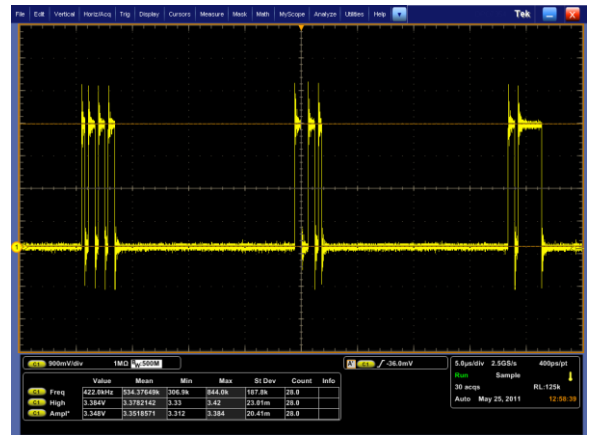 File Edit Vertical Horiz/Acq Trig Display Cursors Measure Mask Math MyScope Analyze Utilities Help Tek
1
C1 900mV/div 1MΩ BW:500M
A' C1 / -36.0mV
5.0µs/div 2.5GS/s 400ps/pt
Run Sample
30 acqs RL:125k
Auto May 25, 2011 12:58:39
Value Mean Min Max St Dev Count Info
C1 Freq 422.0kHz 534.37649k 306.9k 844.0k 187.8k 28.0
C1 High 3.384V 3.3782142 3.33 3.42 23.01m 28.0
C1 Ampl* 3.348V 3.3518571 3.312 3.384 20.41m 28.0